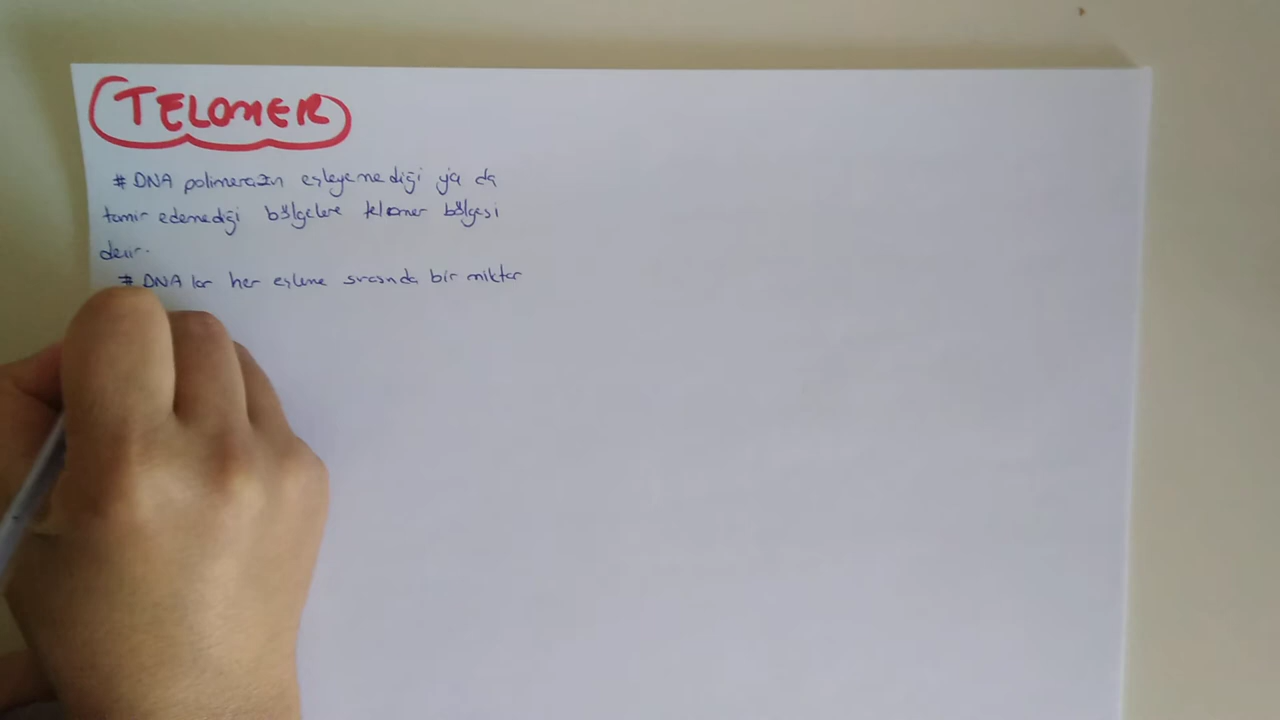 TELOMER
# DNA polimerazın eşleyemediği ya da
tamir edemediği bölgelere telomer bölgesi
denir.
# DNA lar her eşlenme sırasında bir miktar